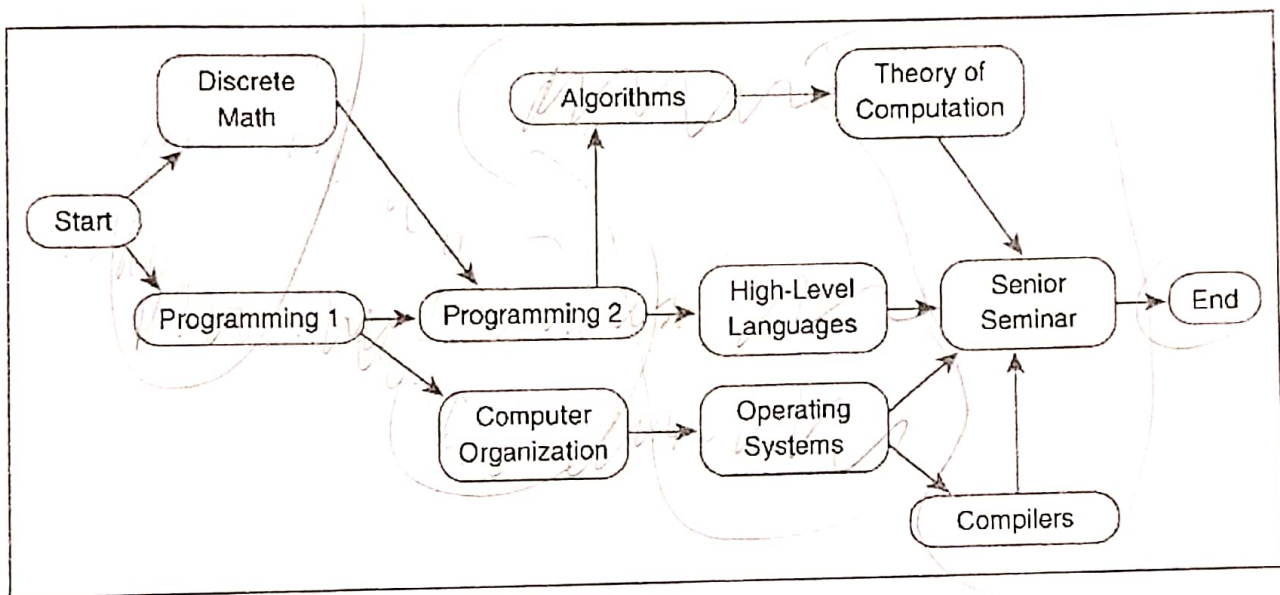 Discrete
Math
Algorithms
Theory of
Computation
Start
Programming 1
Programming 2
High-Level
Languages
Senior
Seminar
End
Computer
Organization
Operating
Systems
Compilers